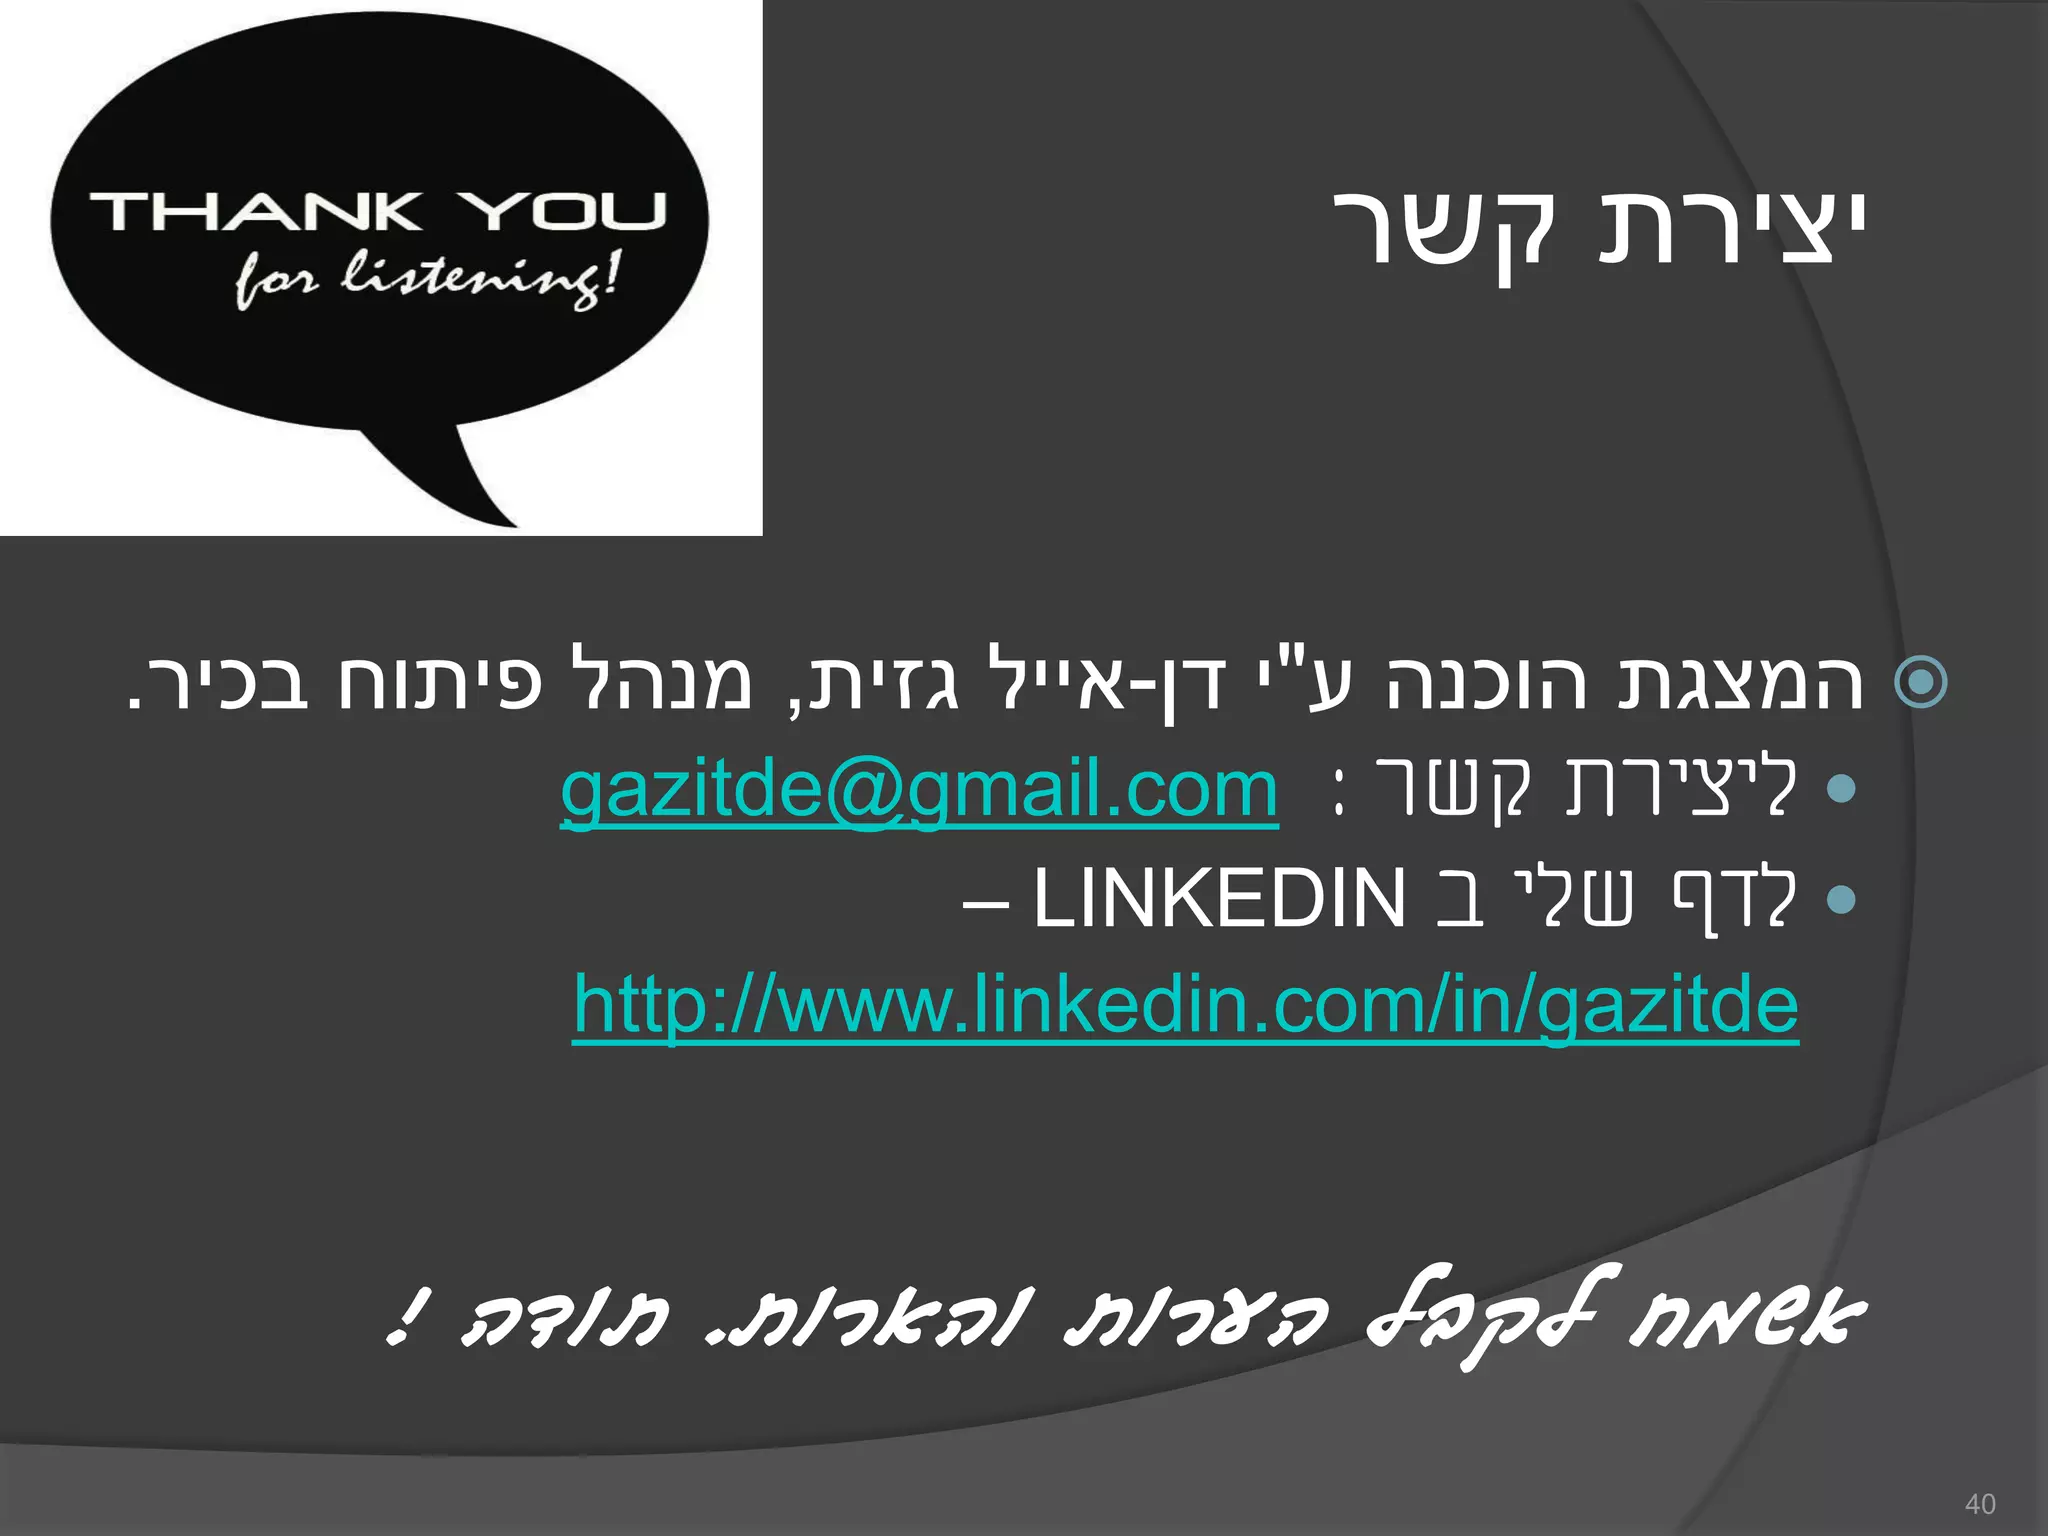 THANK YOU
for listening!
יצירת קשר
המצגת הוכנה ע"י דן-אייל גזית, מנהל פיתוח בכיר.
ליצירת קשר : gazitde@gmail.com
לדף שלי ב LINKEDIN –
http://www.linkedin.com/in/gazitde
אשמח לקבל הערות והארות. תודה !
40